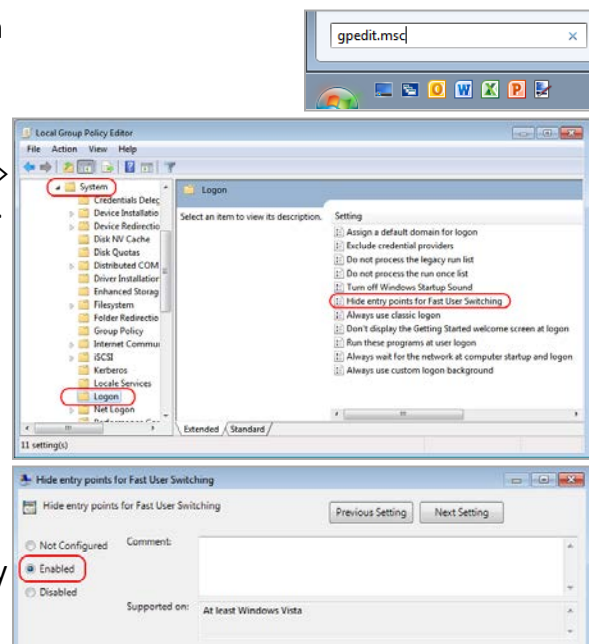 gpedit.msc
Local Group Policy Editor
File Action View Help
System
Credentials Deleg
Device Installatio
Device Redirectio
Disk NV Cache
Disk Quotas
Distributed COM
Driver Installatior
Enhanced Storag
Filesystem
Folder Redirectio
Group Policy
Internet Commui
iSCSI
Kerberos
Locale Services
Logon
Net Logon
Logon
Select an item to view its description.
Setting
Assign a default domain for logon
Exclude credential providers
Do not process the legacy run list
Do not process the run once list
Turn off Windows Startup Sound
Hide entry points for Fast User Switching
Always use classic logon
Don't display the Getting Started welcome screen at logon
Run these programs at user logon
Always wait for the network at computer startup and logon
Always use custom logon background
Extended Standard
11 setting(s)
Hide entry points for Fast User Switching
Hide entry points for Fast User Switching
Previous Setting Next Setting
Not Configured Comment:
Enabled
Disabled
Supported on: At least Windows Vista